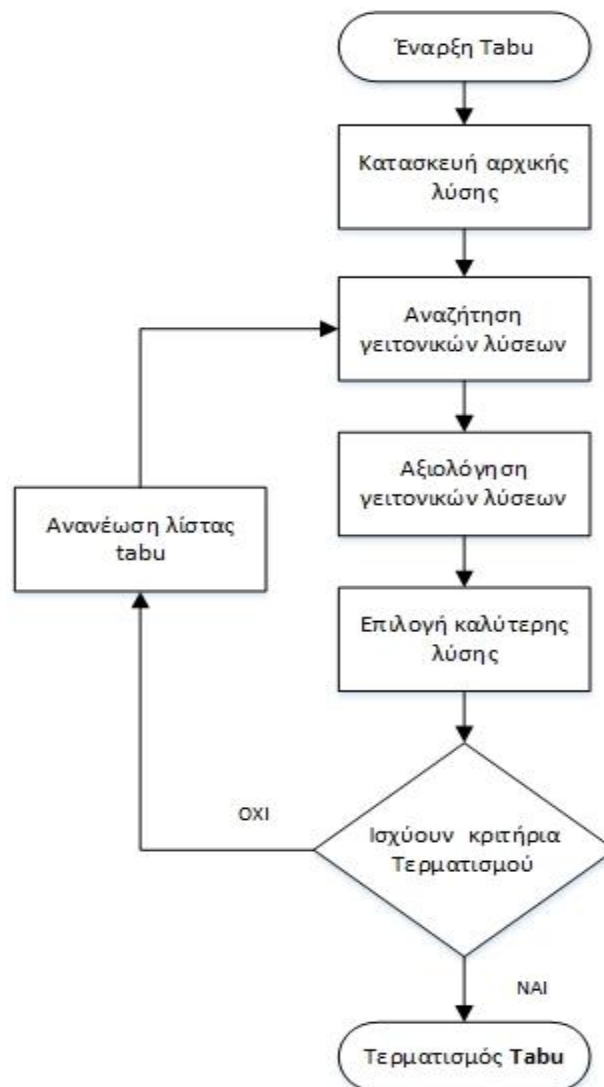 Έναρξη Tabu
Κατασκευή αρχικής
λύσης
Αναζήτηση
γειτονικών λύσεων
Αξιολόγηση
γειτονικών λύσεων
Ανανέωση λίστας
tabu
Επιλογή καλύτερης
λύσης
ΟΧΙ
Ισχύουν κριτήρια
Τερματισμού
ΝΑΙ
Τερματισμός Tabu